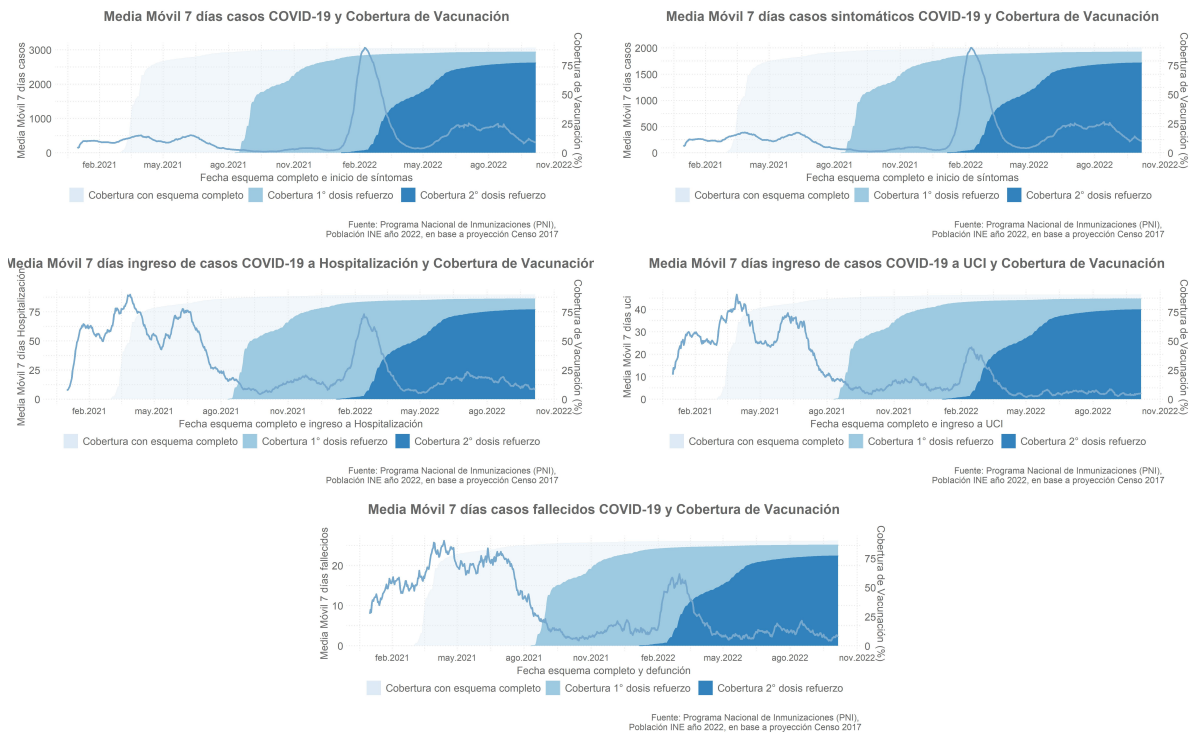 Media Móvil 7 días casos COVID-19 y Cobertura de Vacunación
Media Móvil 7 días casos
3000
2000
1000
0
Cobertura de Vacunación (%)
75
50
25
0
feb.2021 may.2021 ago.2021 nov.2021 feb.2022 may.2022 ago.2022 nov.2022
Fecha esquema completo e inicio de síntomas
Cobertura con esquema completo Cobertura 1° dosis refuerzo Cobertura 2° dosis refuerzo
Fuente: Programa Nacional de Inmunizaciones (PNI),
Población INE año 2022, en base a proyección Censo 2017
Media Móvil 7 días casos sintomáticos COVID-19 y Cobertura de Vacunación
Media Móvil 7 días casos
2000
1500
1000
500
0
Cobertura de Vacunación (%)
75
50
25
0
feb.2021 may.2021 ago.2021 nov.2021 feb.2022 may.2022 ago.2022 nov.2022
Fecha esquema completo e inicio de síntomas
Cobertura con esquema completo Cobertura 1° dosis refuerzo Cobertura 2° dosis refuerzo
Fuente: Programa Nacional de Inmunizaciones (PNI),
Población INE año 2022, en base a proyección Censo 2017
Media Móvil 7 días ingreso de casos COVID-19 a Hospitalización y Cobertura de Vacunación
Media Móvil 7 días Hospitalización
75
50
25
0
Cobertura de Vacunación (%)
75
50
25
0
feb.2021 may.2021 ago.2021 nov.2021 feb.2022 may.2022 ago.2022 nov.2022
Fecha esquema completo e ingreso a Hospitalización
Cobertura con esquema completo Cobertura 1° dosis refuerzo Cobertura 2° dosis refuerzo
Fuente: Programa Nacional de Inmunizaciones (PNI),
Población INE año 2022, en base a proyección Censo 2017
Media Móvil 7 días ingreso de casos COVID-19 a UCI y Cobertura de Vacunación
Media Móvil 7 días uci
40
30
20
10
0
Cobertura de Vacunación (%)
75
50
25
0
feb.2021 may.2021 ago.2021 nov.2021 feb.2022 may.2022 ago.2022 nov.2022
Fecha esquema completo e ingreso a UCI
Cobertura con esquema completo Cobertura 1° dosis refuerzo Cobertura 2° dosis refuerzo
Fuente: Programa Nacional de Inmunizaciones (PNI),
Población INE año 2022, en base a proyección Censo 2017
Media Móvil 7 días casos fallecidos COVID-19 y Cobertura de Vacunación
Media Móvil 7 días fallecidos
20
10
0
Cobertura de Vacunación (%)
75
50
25
0
feb.2021 may.2021 ago.2021 nov.2021 feb.2022 may.2022 ago.2022 nov.2022
Fecha esquema completo y defunción
Cobertura con esquema completo Cobertura 1° dosis refuerzo Cobertura 2° dosis refuerzo
Fuente: Programa Nacional de Inmunizaciones (PNI),
Población INE año 2022, en base a proyección Censo 2017